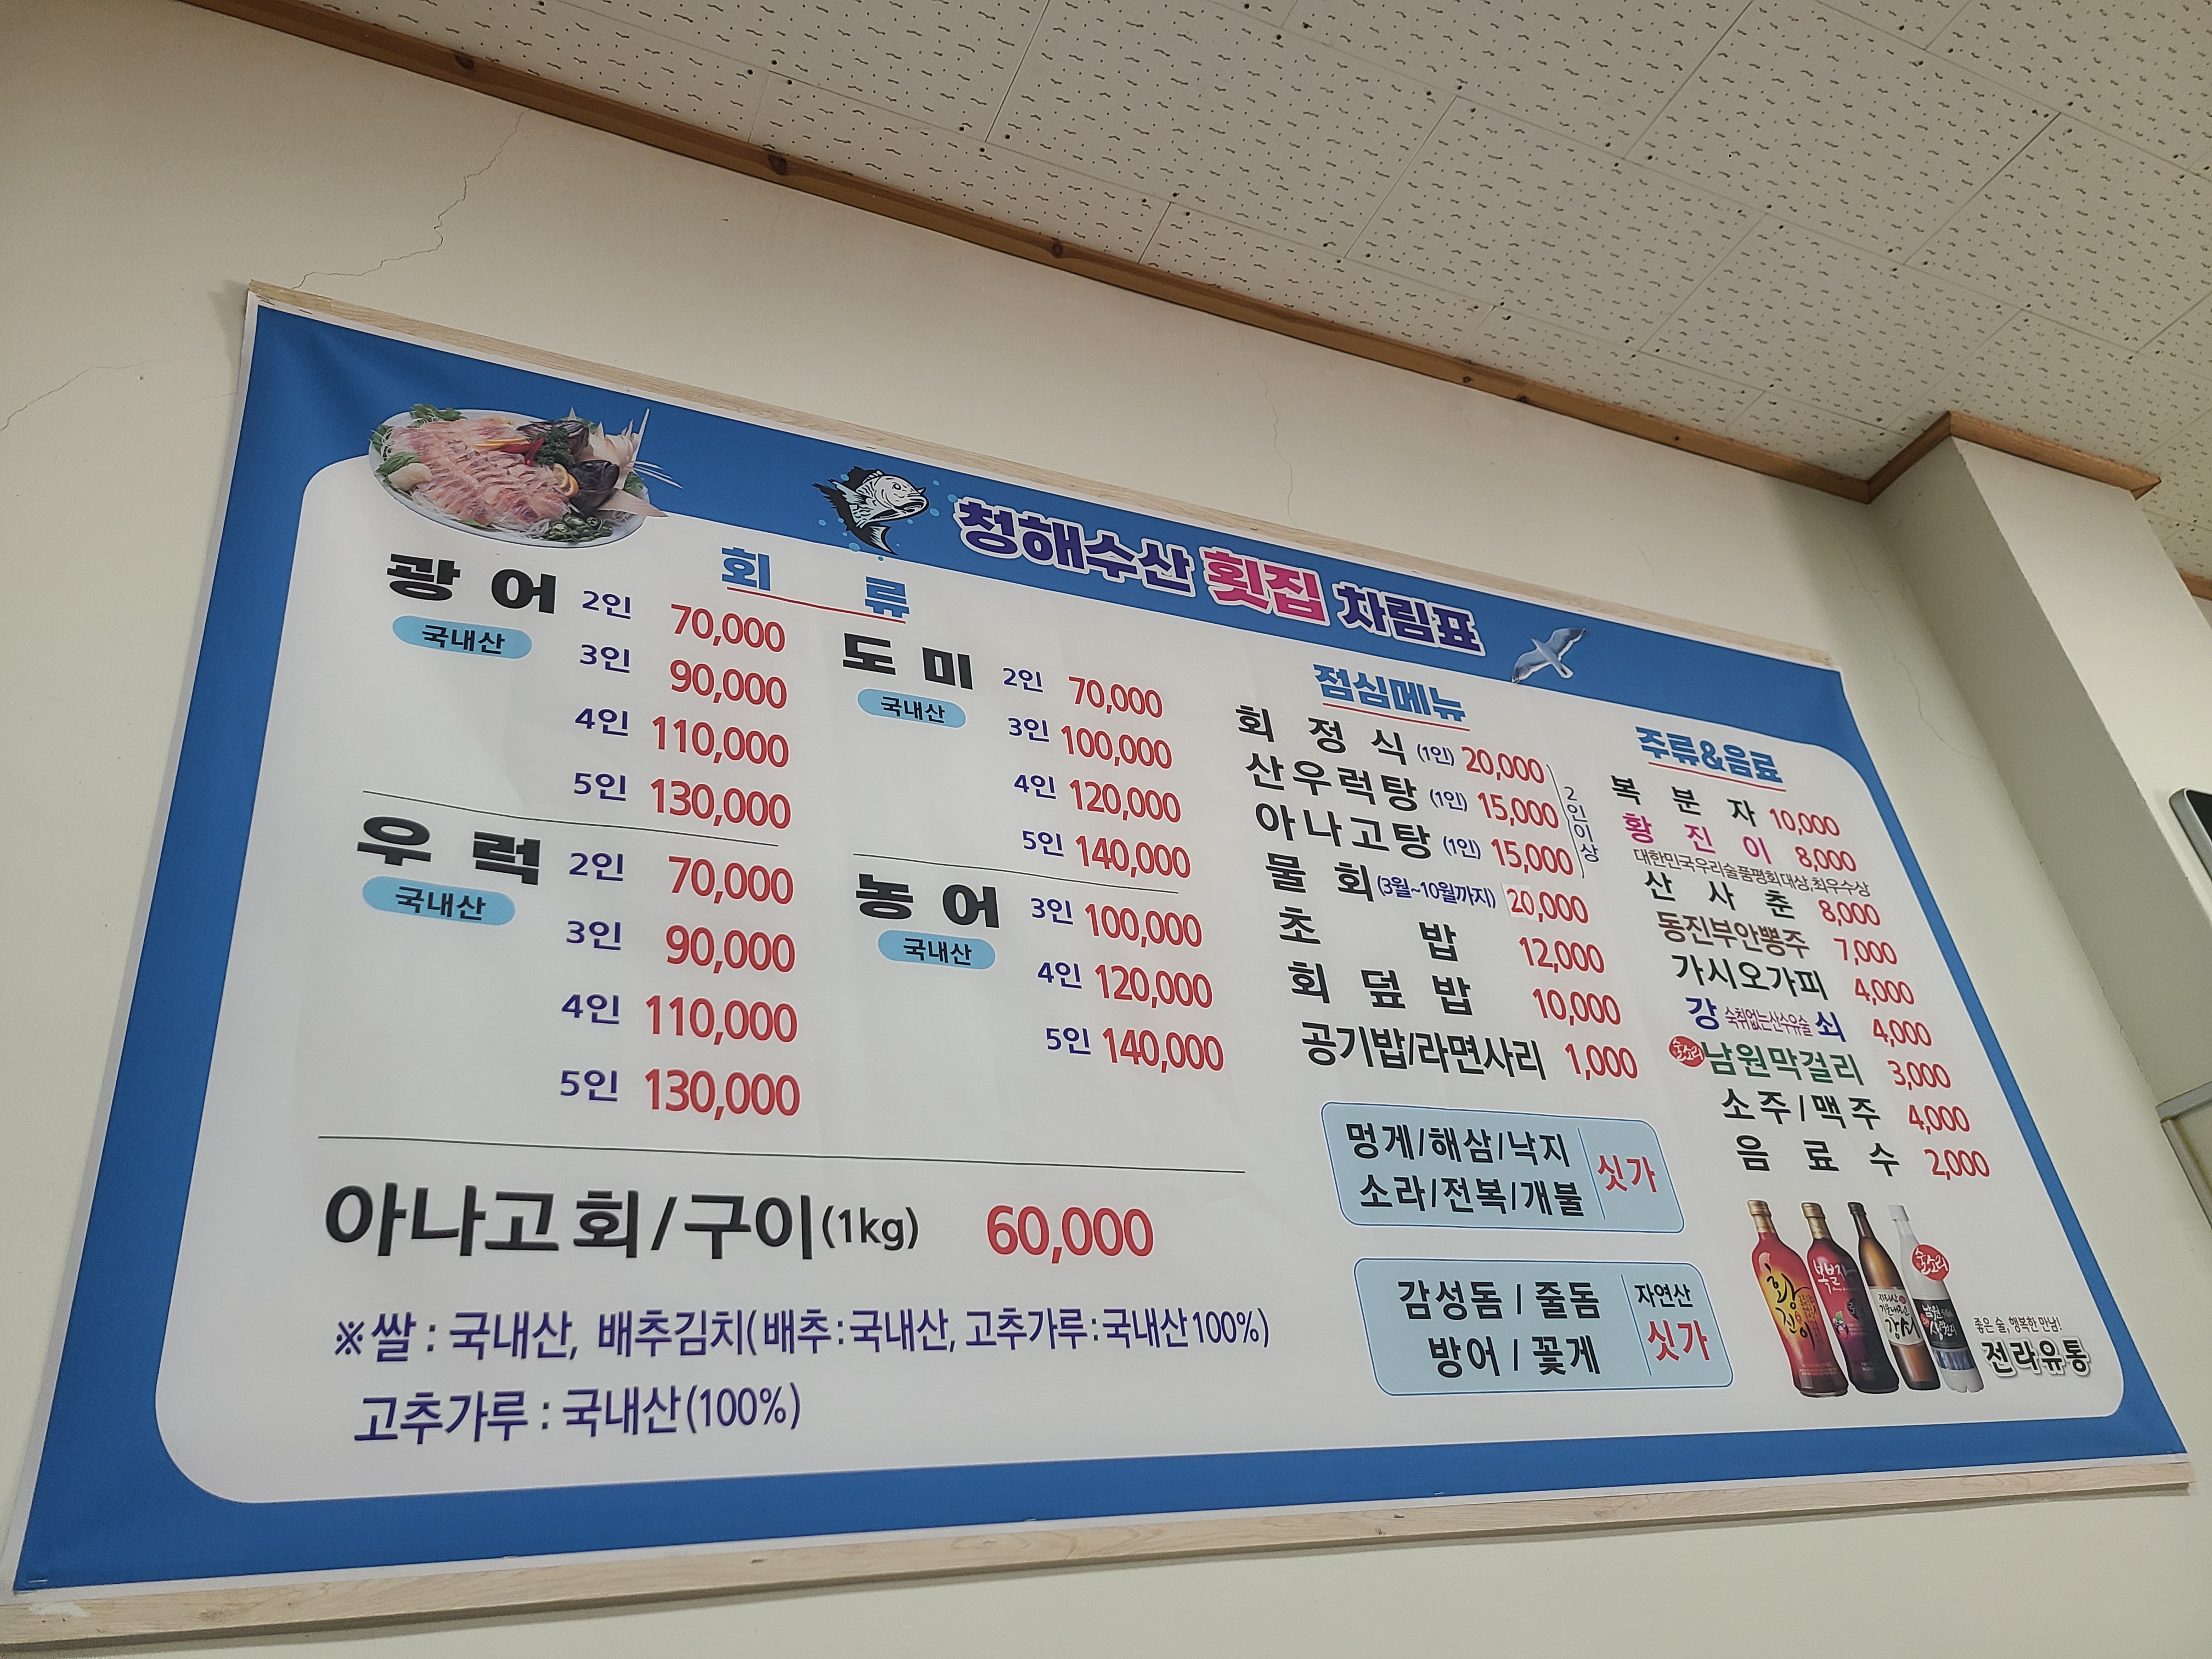 청해수산 횟집 차림표
회 류
광 어 2인 70,000
국내산
3인 90,000
4인 110,000
5인 130,000
우 럭 2인 70,000
국내산
3인 90,000
4인 110,000
5인 130,000
도 미 2인 70,000
국내산
3인 100,000
4인 120,000
5인 140,000
농 어 3인 100,000
국내산
4인 120,000
5인 140,000
아나고 회/구이(1kg) 60,000
※쌀 : 국내산, 배추김치(배추:국내산, 고추가루:국내산100%)
고추가루 : 국내산(100%)
점심메뉴
회 정 식 (1인) 20,000
산우럭탕 (1인) 15,000
아나고탕 (1인) 15,000
2인이상
물 회(3월~10월까지) 20,000
초 밥 12,000
회 덮 밥 10,000
공기밥/라면사리 1,000
멍게/해삼/낙지
소라/전복/개불
싯가
감성돔 / 줄돔
방어 / 꽃게
자연산
싯가
주류&음료
복 분 자 10,000
황 진 이 8,000
대한민국우리술품평회대상,최우수상
산 사 춘 8,000
동진부안뽕주 7,000
가시오가피 4,000
강 숙취없는산수유술 쇠 4,000
술소리 남원막걸리 3,000
소주/맥주 4,000
음 료 수 2,000
황진이
복분자
술소리
좋은 술, 행복한 만남!
전라유통